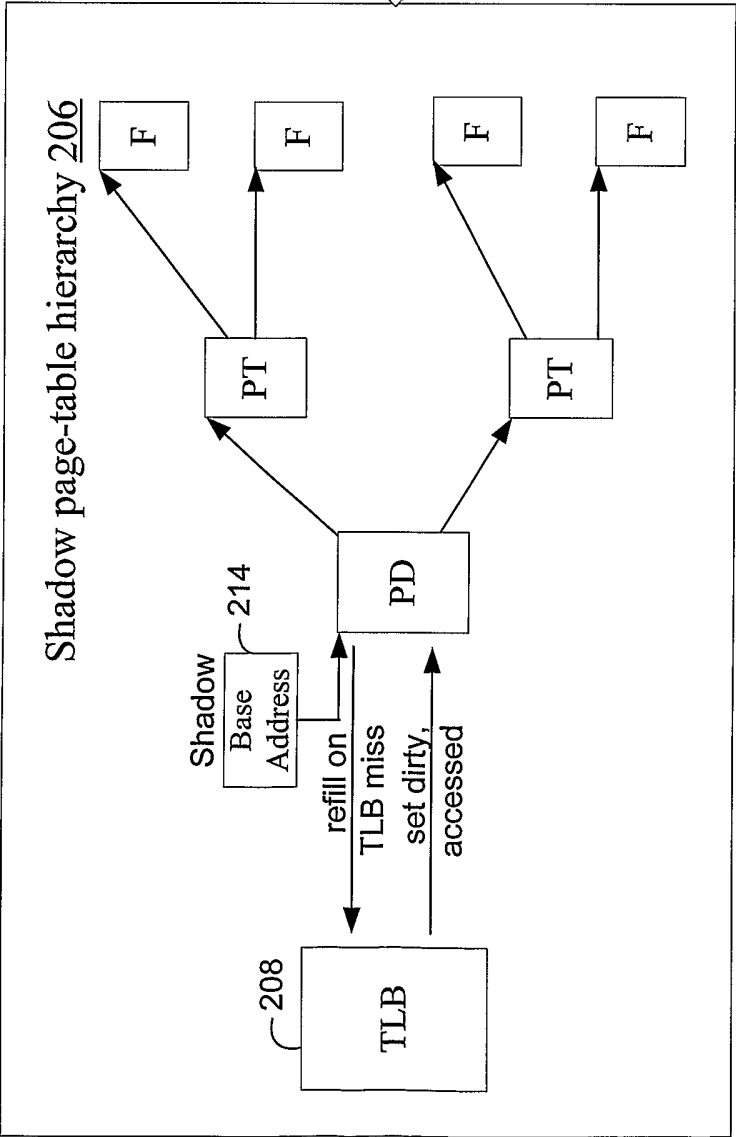 Shadow page-table hierarchy 206
F
Shadow
214
Base
Address
PT
F
208
TLB
refill on
TLB miss
set dirty,
accessed
PD
F
PT
F